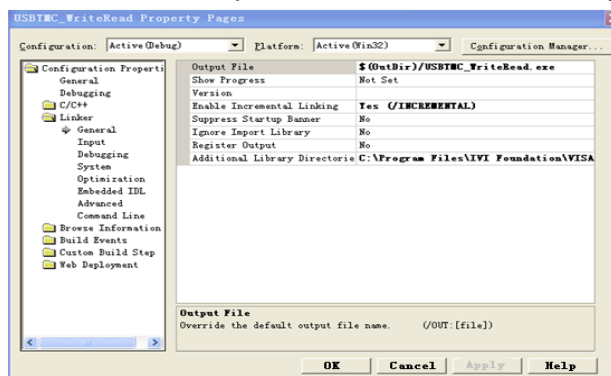 USBTMC_WriteRead Property Pages
Configuration: Active(Debug) Platform: Active(Win32) Configuration Manager...
Configuration Properti
General
Debugging
C/C++
Linker
General
Input
Debugging
System
Optimization
Embedded IDL
Advanced
Command Line
Browse Information
Build Events
Custom Build Step
Web Deployment
Output File $(OutDir)/USBTMC_WriteRead.exe
Show Progress Not Set
Version
Enable Incremental Linking Yes (/INCREMENTAL)
Suppress Startup Banner No
Ignore Import Library No
Register Output No
Additional Library Directorie C:\Program Files\IVI Foundation\VISA
Output File
Override the default output file name. (/OUT:[file])
OK Cancel Apply Help